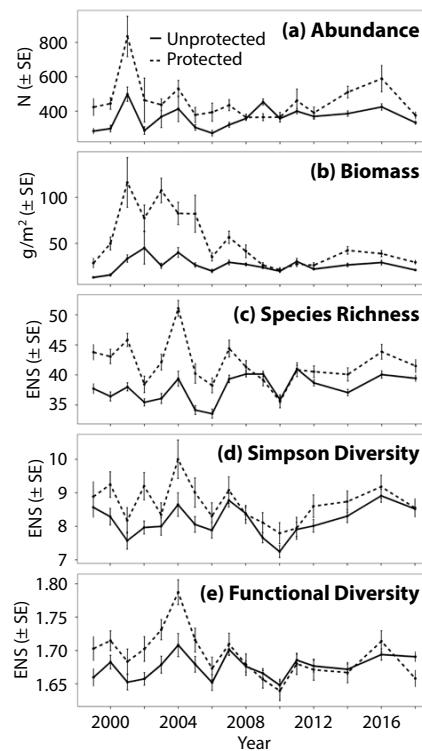 (a) Abundance
Unprotected
Protected
N (± SE)
800
600
400
(b) Biomass
g/m² (± SE)
100
50
(c) Species Richness
ENS (± SE)
50
45
40
35
(d) Simpson Diversity
ENS (± SE)
10
9
8
7
(e) Functional Diversity
ENS (± SE)
1.80
1.75
1.70
1.65
2000 2004 2008 2012 2016
Year